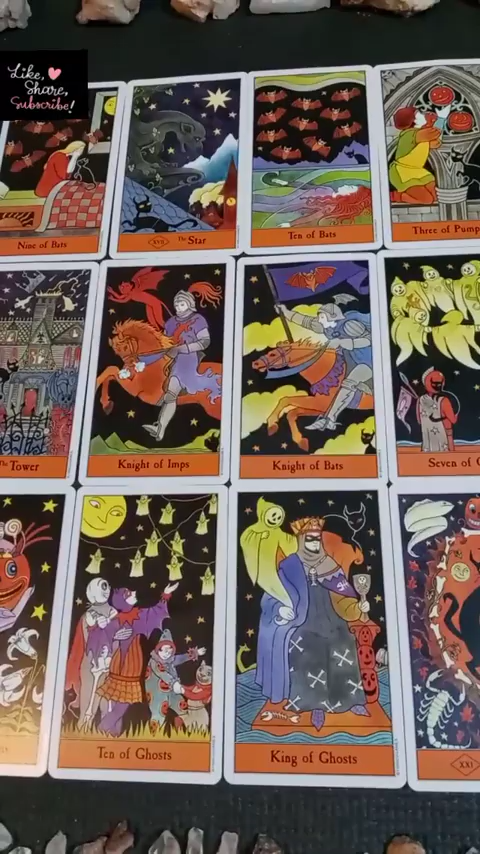 Like,
Share,
Subscribe!
Nine of Bats
XVII The Star
Ten of Bats
Three of Pump
The Tower
Knight of Imps
Knight of Bats
Seven of G
Ten of Ghosts
King of Ghosts
XXI